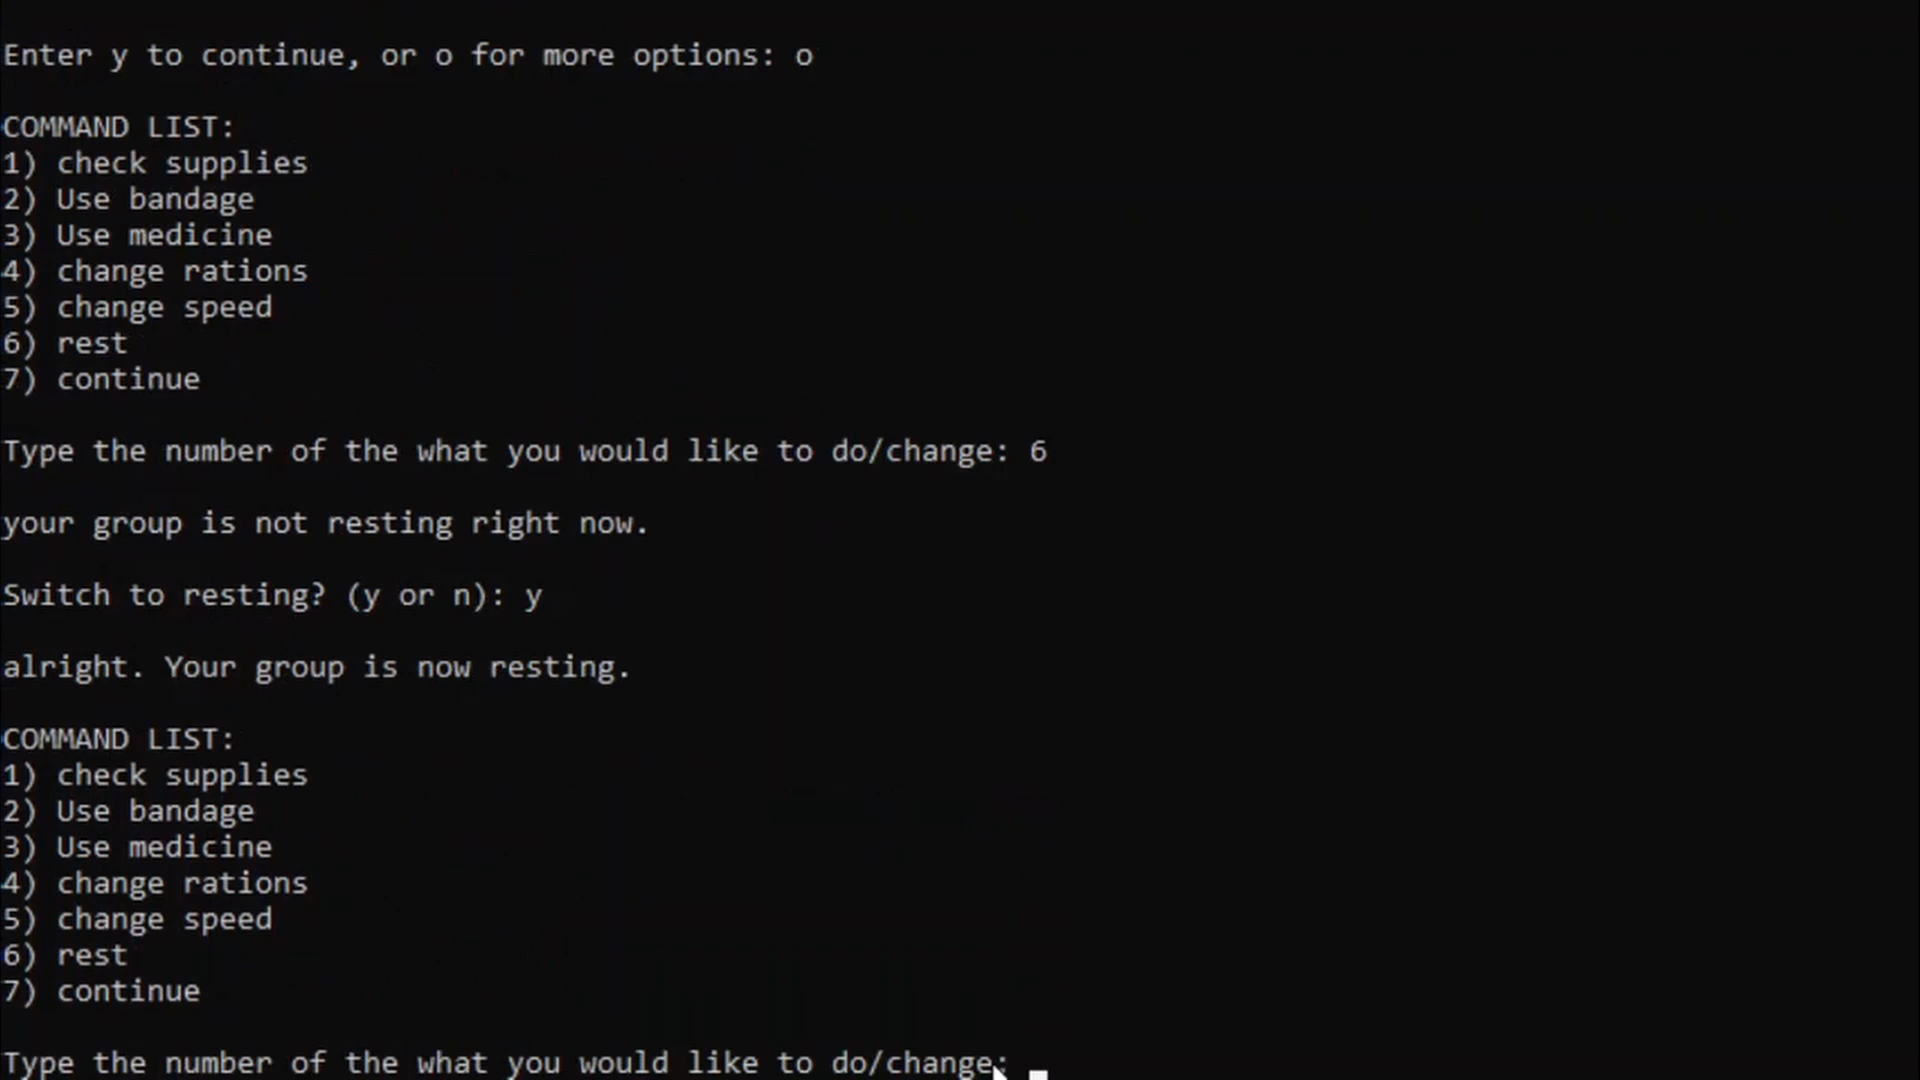 Enter y to continue, or o for more options: o
COMMAND LIST:
1) check supplies
2) Use bandage
3) Use medicine
4) change rations
5) change speed
6) rest
7) continue
Type the number of the what you would like to do/change: 6
your group is not resting right now.
Switch to resting? (y or n): y
alright. Your group is now resting.
COMMAND LIST:
1) check supplies
2) Use bandage
3) Use medicine
4) change rations
5) change speed
6) rest
7) continue
Type the number of the what you would like to do/change: